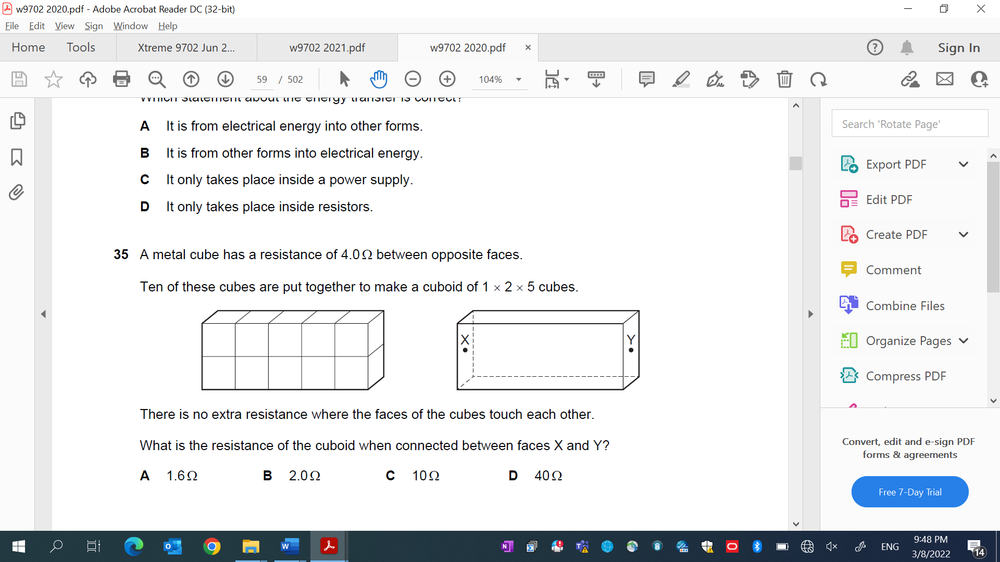 w9702 2020.pdf - Adobe Acrobat Reader DC (32-bit)
File Edit View Sign Window Help
Home Tools Xtreme 9702 Jun 2... w9702 2021.pdf w9702 2020.pdf × Sign In
59 / 502 104%
Which statement about the energy transfer is correct?
A It is from electrical energy into other forms.
B It is from other forms into electrical energy.
C It only takes place inside a power supply.
D It only takes place inside resistors.
35 A metal cube has a resistance of 4.0 Ω between opposite faces.
Ten of these cubes are put together to make a cuboid of 1 × 2 × 5 cubes.
X Y
There is no extra resistance where the faces of the cubes touch each other.
What is the resistance of the cuboid when connected between faces X and Y?
A 1.6 Ω B 2.0 Ω C 10 Ω D 40 Ω
Search 'Rotate Page'
Export PDF
Edit PDF
Create PDF
Comment
Combine Files
Organize Pages
Compress PDF
Convert, edit and e-sign PDF
forms & agreements
Free 7-Day Trial
ENG
9:48 PM
3/8/2022
14